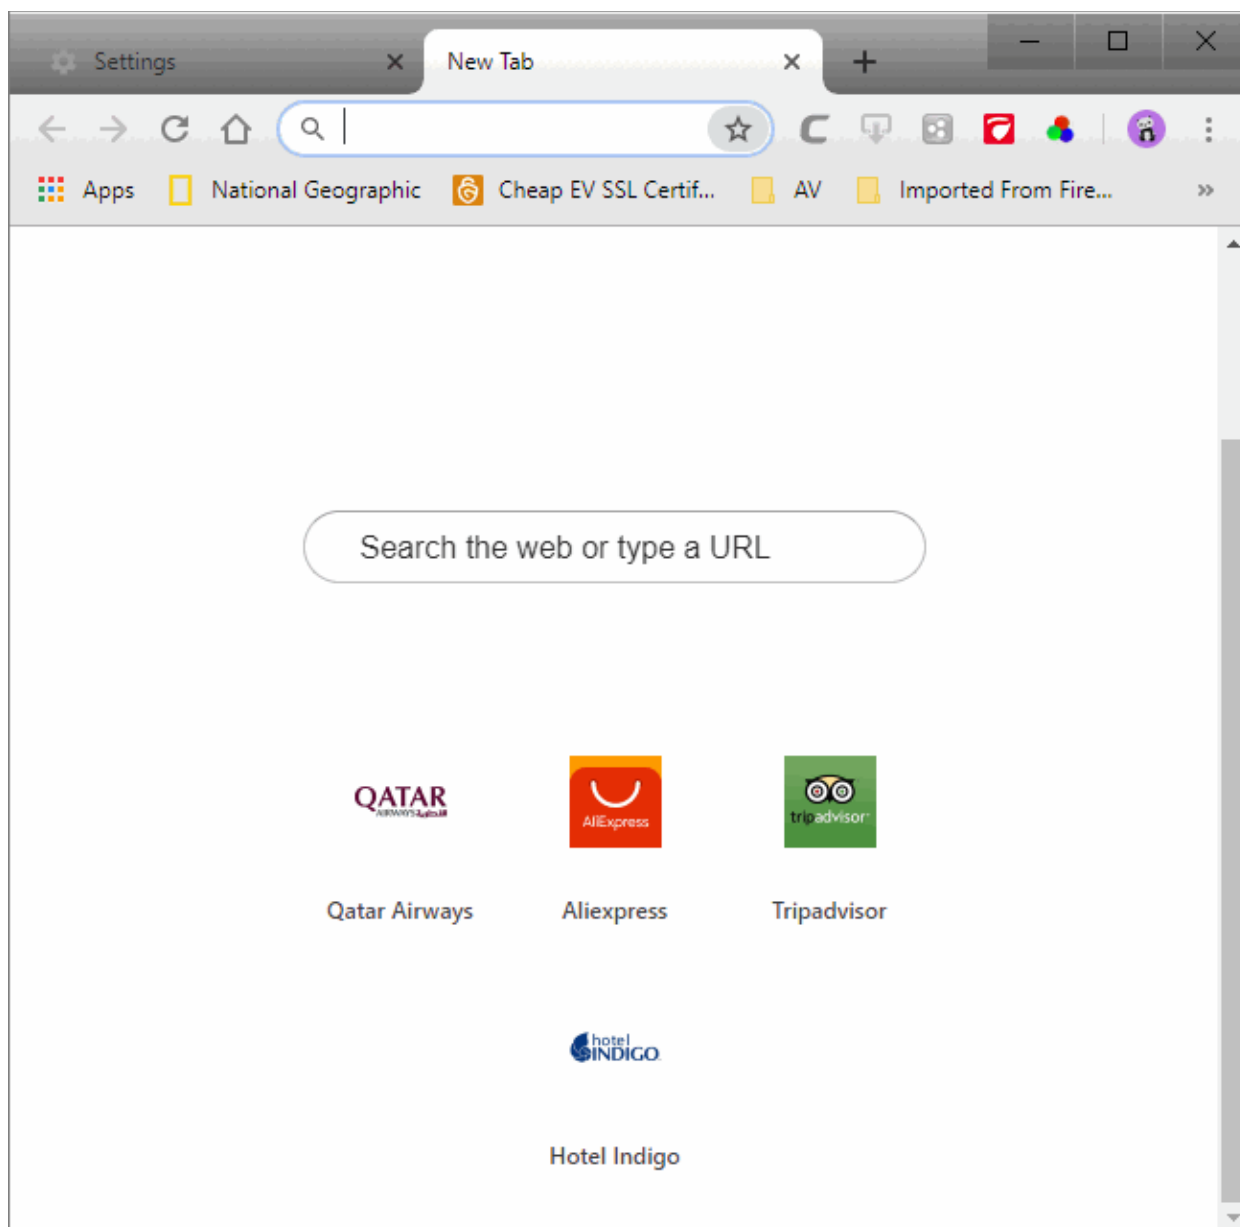 Settings
New Tab
Apps
National Geographic
Cheap EV SSL Certif...
AV
Imported From Fire...
Search the web or type a URL
QATAR
AliExpress
tripadvisor
Qatar Airways
Aliexpress
Tripadvisor
hotel
INDIGO
Hotel Indigo